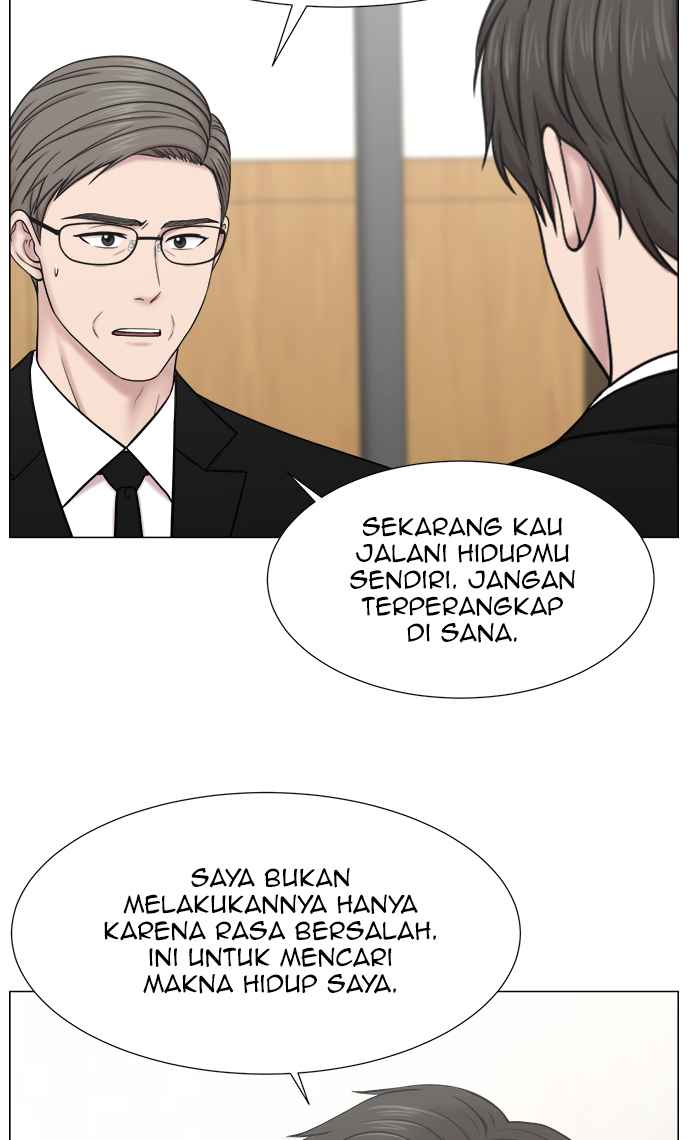 SEKARANG KAU
JALANI HIDUPMU
SENDIRI. JANGAN
TERPERANGKAP
DI SANA.
SAYA BUKAN
MELAKUKANNYA HANYA
KARENA RASA BERSALAH.
INI UNTUK MENCARI
MAKNA HIDUP SAYA.